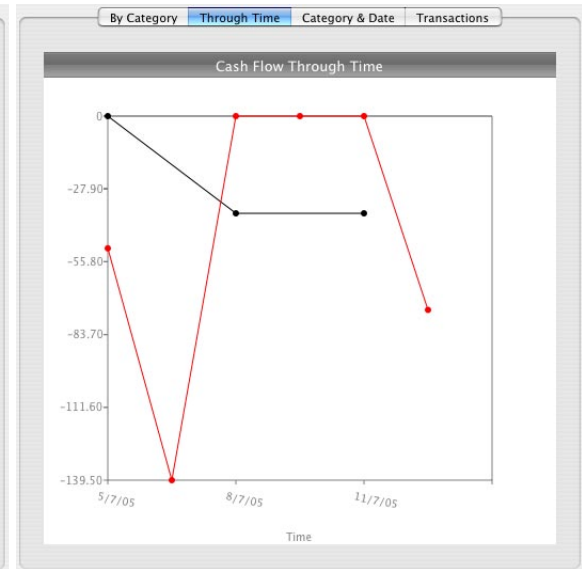 By Category Through Time Category & Date Transactions
Cash Flow Through Time
0
-27.90
-55.80
-83.70
-111.60
-139.50
5/7/05 8/7/05 11/7/05
Time